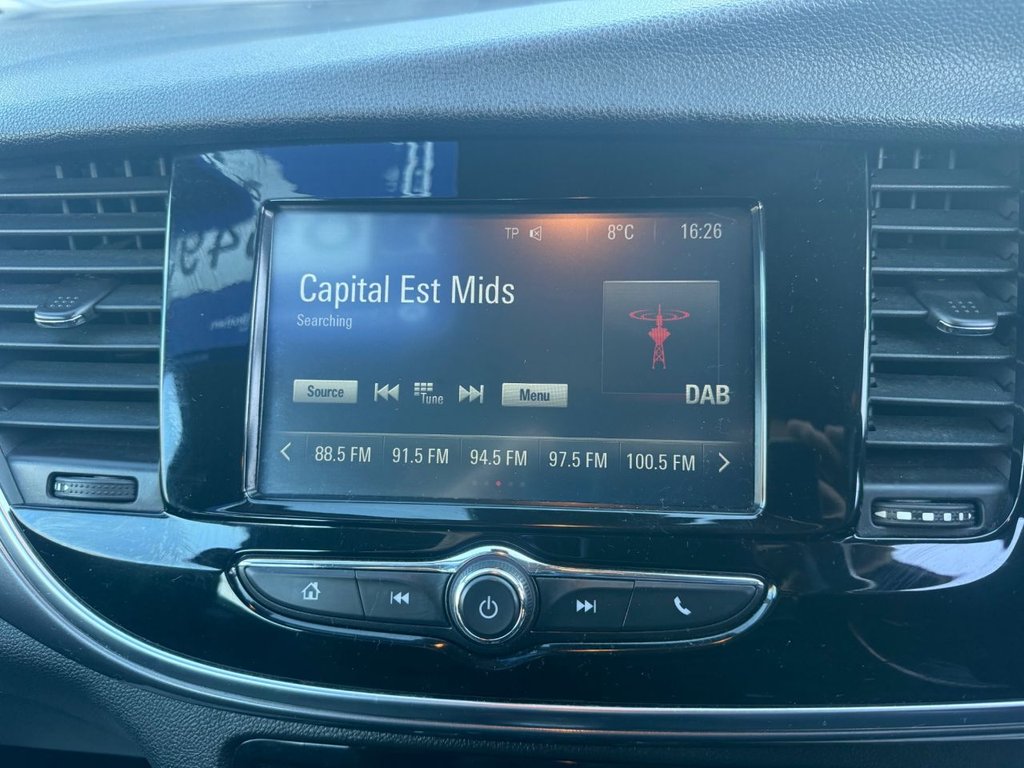 TP 8°C 16:26
Capital Est Mids
Searching
Source Tune Menu
DAB
88.5 FM 91.5 FM 94.5 FM 97.5 FM 100.5 FM